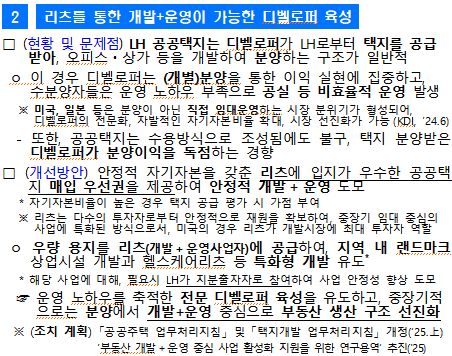 2 리츠를 통한 개발+운영이 가능한 디벨로퍼 육성
□ (현황 및 문제점) LH 공공택지는 디벨로퍼가 LH로부터 택지를 공급
받아, 오피스・상가 등을 개발하여 분양하는 구조가 일반적
ㅇ 이 경우 디벨로퍼는 (개별)분양을 통한 이익 실현에 집중하고,
수분양자들은 운영 노하우 부족으로 공실 등 비효율적 운영 발생
※ 미국, 일본 등은 분양이 아닌 직접 임대운영하는 시장 분위기가 형성되어,
디벨로퍼의 전문화, 자발적인 자기자본비율 확대, 시장 선진화가 가능(KDI, '24.6)
- 또한, 공공택지는 수용방식으로 조성됨에도 불구, 택지 분양받은
디벨로퍼가 분양이익을 독점하는 경향
□ (개선방안) 안정적 자기자본을 갖춘 리츠에 입지가 우수한 공공택
지 매입 우선권을 제공하여 안정적 개발 + 운영 도모
* 자기자본비율이 높은 경우 택지 공급 평가 시 가점 부여
※ 리츠는 다수의 투자자로부터 안정적으로 재원을 확보하여, 중장기 임대 중심의
사업에 특화된 방식으로서, 미국의 경우 리츠가 개발시장에 최대 투자자 역할
ㅇ 우량 용지를 리츠(개발+운영사업자)에 공급하여, 지역 내 랜드마크
상업시설 개발과 헬스케어리츠 등 특화형 개발 유도*
* 해당 사업에 대해, 필요시 LH가 지분출자자로 참여하여 사업 안정성 향상 도모
☞ 운영 노하우를 축적한 전문 디벨로퍼 육성을 유도하고, 중장기적
으로는 분양에서 개발+운영 중심으로 부동산 생산 구조 선진화
※ (조치 계획) 「공공주택 업무처리지침」 및 「택지개발 업무처리지침」 개정('25.上)
'부동산 개발+운영 중심 사업 활성화 지원을 위한 연구용역' 추진('25)